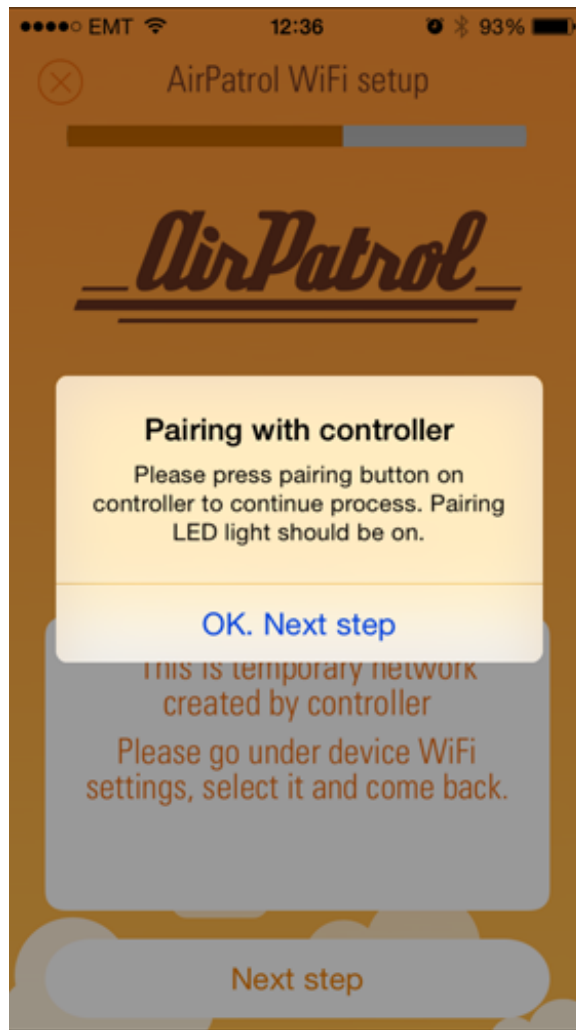 EMT 12:36 93%
AirPatrol WiFi setup
AirPatrol
Pairing with controller
Please press pairing button on
controller to continue process. Pairing
LED light should be on.
OK. Next step
This is temporary network
created by controller
Please go under device WiFi
settings, select it and come back.
Next step